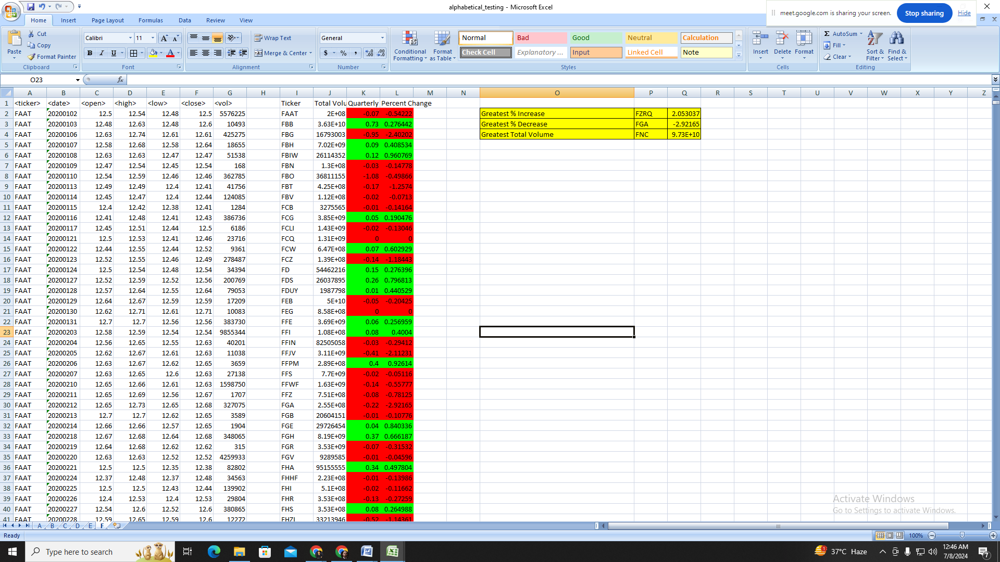 alphabetical_testing - Microsoft Excel
meet.google.com is sharing your screen. Stop sharing Hide
Home Insert Page Layout Formulas Data Review View
Cut Calibri 11 Wrap Text General Normal Bad Good Neutral Calculation AutoSum
Copy Fill
Paste Format Painter B I U Merge & Center $ % , Conditional Formatting Format as Table Check Cell Explanatory ... Input Linked Cell Note Insert Delete Format Clear Sort & Filter Find & Select
Clipboard Font Alignment Number Styles Cells Editing
O23 fx
A B C D E F G H I J K L M N O P Q R S T U V W X Y Z
1 <ticker> <date> <open> <high> <low> <close> <vol> Ticker Total Volu Quarterly Percent Change
2 FAAT 20200102 12.5 12.54 12.48 12.5 5576225 FAAT 2E+08 -0.07 -0.54222 Greatest % Increase FZRQ 2.053037
3 FAAT 20200103 12.48 12.63 12.48 12.6 10493 FBB 3.63E+10 0.73 0.276442 Greatest % Decrease FGA -2.92165
4 FAAT 20200106 12.63 12.74 12.61 12.61 425275 FBG 16793003 -0.95 -2.40202 Greatest Total Volume FNC 9.73E+10
5 FAAT 20200107 12.58 12.68 12.58 12.64 18655 FBH 7.02E+09 0.09 0.408534
6 FAAT 20200108 12.63 12.63 12.47 12.47 51538 FBIW 26114352 0.12 0.960769
7 FAAT 20200109 12.47 12.54 12.45 12.54 168 FBN 1.3E+08 -0.03 -0.14778
8 FAAT 20200110 12.54 12.59 12.46 12.46 362785 FBO 36811155 -1.08 -0.49866
9 FAAT 20200113 12.49 12.49 12.4 12.41 41756 FBT 4.25E+08 -0.17 -1.2574
10 FAAT 20200114 12.45 12.47 12.4 12.44 124085 FBV 1.12E+08 -0.02 -0.0713
11 FAAT 20200115 12.4 12.42 12.38 12.41 1284 FCB 3275565 -0.01 -0.14164
12 FAAT 20200116 12.41 12.48 12.41 12.43 386736 FCG 3.85E+09 0.05 0.190476
13 FAAT 20200117 12.45 12.51 12.44 12.5 6186 FCLI 1.43E+09 -0.02 -0.13046
14 FAAT 20200121 12.5 12.53 12.41 12.46 23716 FCQ 1.31E+09 0 0
15 FAAT 20200122 12.44 12.55 12.44 12.52 9361 FCW 6.47E+08 0.07 0.602929
16 FAAT 20200123 12.52 12.55 12.46 12.49 278487 FCZ 1.39E+08 -0.14 -1.18443
17 FAAT 20200124 12.5 12.54 12.48 12.54 34394 FD 54462216 0.15 0.276396
18 FAAT 20200127 12.52 12.59 12.52 12.56 200769 FDS 26037895 0.26 0.796813
19 FAAT 20200128 12.57 12.64 12.55 12.64 79053 FDUY 1987798 0.01 0.440529
20 FAAT 20200129 12.64 12.67 12.59 12.59 17209 FEB 5E+10 -0.05 -0.20425
21 FAAT 20200130 12.62 12.71 12.61 12.71 10083 FEG 8.58E+08 0 0
22 FAAT 20200131 12.7 12.7 12.56 12.56 383730 FFE 3.69E+09 0.06 0.256959
23 FAAT 20200203 12.58 12.59 12.54 12.54 9855344 FFI 1.08E+08 0.08 0.4004
24 FAAT 20200204 12.56 12.65 12.55 12.63 40201 FFIN 82505058 -0.03 -0.29412
25 FAAT 20200205 12.62 12.67 12.61 12.63 11038 FFJV 3.11E+09 -0.41 -2.11231
26 FAAT 20200206 12.63 12.67 12.62 12.65 3659 FFPM 2.89E+08 0.4 0.92614
27 FAAT 20200207 12.63 12.65 12.6 12.63 27138 FFS 7.7E+09 -0.02 -0.05116
28 FAAT 20200210 12.65 12.66 12.61 12.63 1598750 FFWF 1.63E+09 -0.14 -0.55777
29 FAAT 20200211 12.65 12.69 12.56 12.67 1707 FFZ 7.51E+08 -0.08 -0.78125
30 FAAT 20200212 12.65 12.73 12.65 12.68 327075 FGA 2.55E+08 -0.22 -2.92165
31 FAAT 20200213 12.7 12.7 12.62 12.65 3589 FGB 20604151 -0.01 -0.10776
32 FAAT 20200214 12.66 12.66 12.57 12.65 1904 FGE 29726454 0.04 0.840336
33 FAAT 20200218 12.67 12.68 12.64 12.68 348065 FGH 8.19E+09 0.37 0.666187
34 FAAT 20200219 12.64 12.68 12.62 12.62 315 FGR 3.53E+09 -0.07 -0.31532
35 FAAT 20200220 12.63 12.63 12.52 12.52 4259933 FGV 9289585 -0.01 -0.04596
36 FAAT 20200221 12.5 12.5 12.35 12.38 82802 FHA 95155555 0.34 0.497804
37 FAAT 20200224 12.37 12.48 12.37 12.48 34563 FHHF 2.23E+08 -0.01 -0.13986
38 FAAT 20200225 12.5 12.5 12.43 12.44 139902 FHI 5.1E+08 -0.02 -0.11662
39 FAAT 20200226 12.4 12.53 12.4 12.53 29804 FHR 3.53E+08 -0.13 -0.27259
40 FAAT 20200227 12.54 12.6 12.52 12.6 380865 FHS 3.53E+08 0.08 0.264988
41 FAAT 20200228 12.59 12.65 12.59 12.6 12272 FHZL 33213946 -0.52 -1.14361
Activate Windows
Go to Settings to activate Windows.
A B C D E F
Ready 100%
Type here to search 37°C Haze 12:46 AM
7/8/2024 7